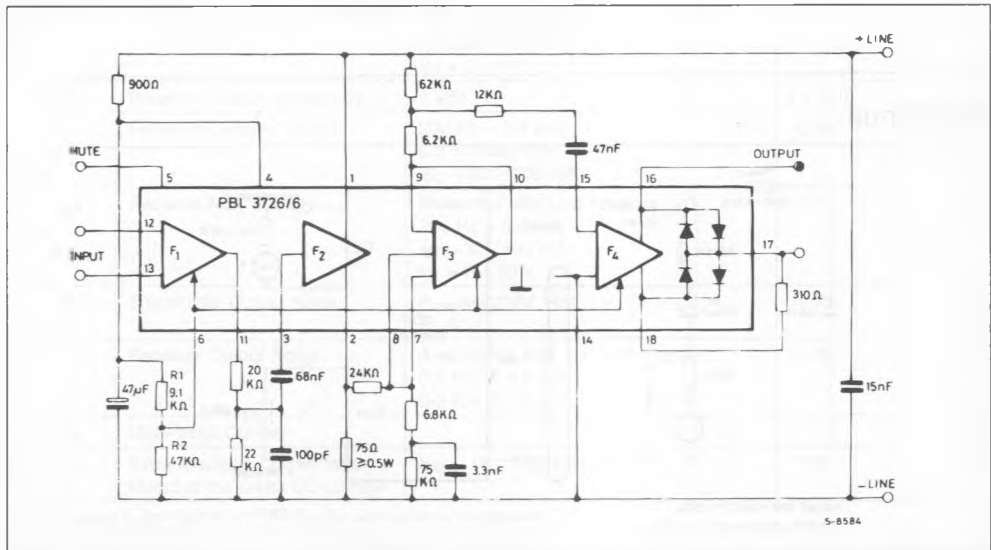 + LINE
900Ω
62KΩ
12KΩ
6.2KΩ
47nF
MUTE
OUTPUT
5
4
1
9
10
15
16
PBL 3726/6
12
F1
F2
F3
F4
17
INPUT
13
310Ω
6
11
3
2
8
7
14
18
47µF
R1
9.1
KΩ
20
KΩ
68nF
24KΩ
6.8KΩ
15nF
R2
47KΩ
22
KΩ
100pF
75Ω
≥0.5W
75
KΩ
3.3nF
_ LINE
S-8584